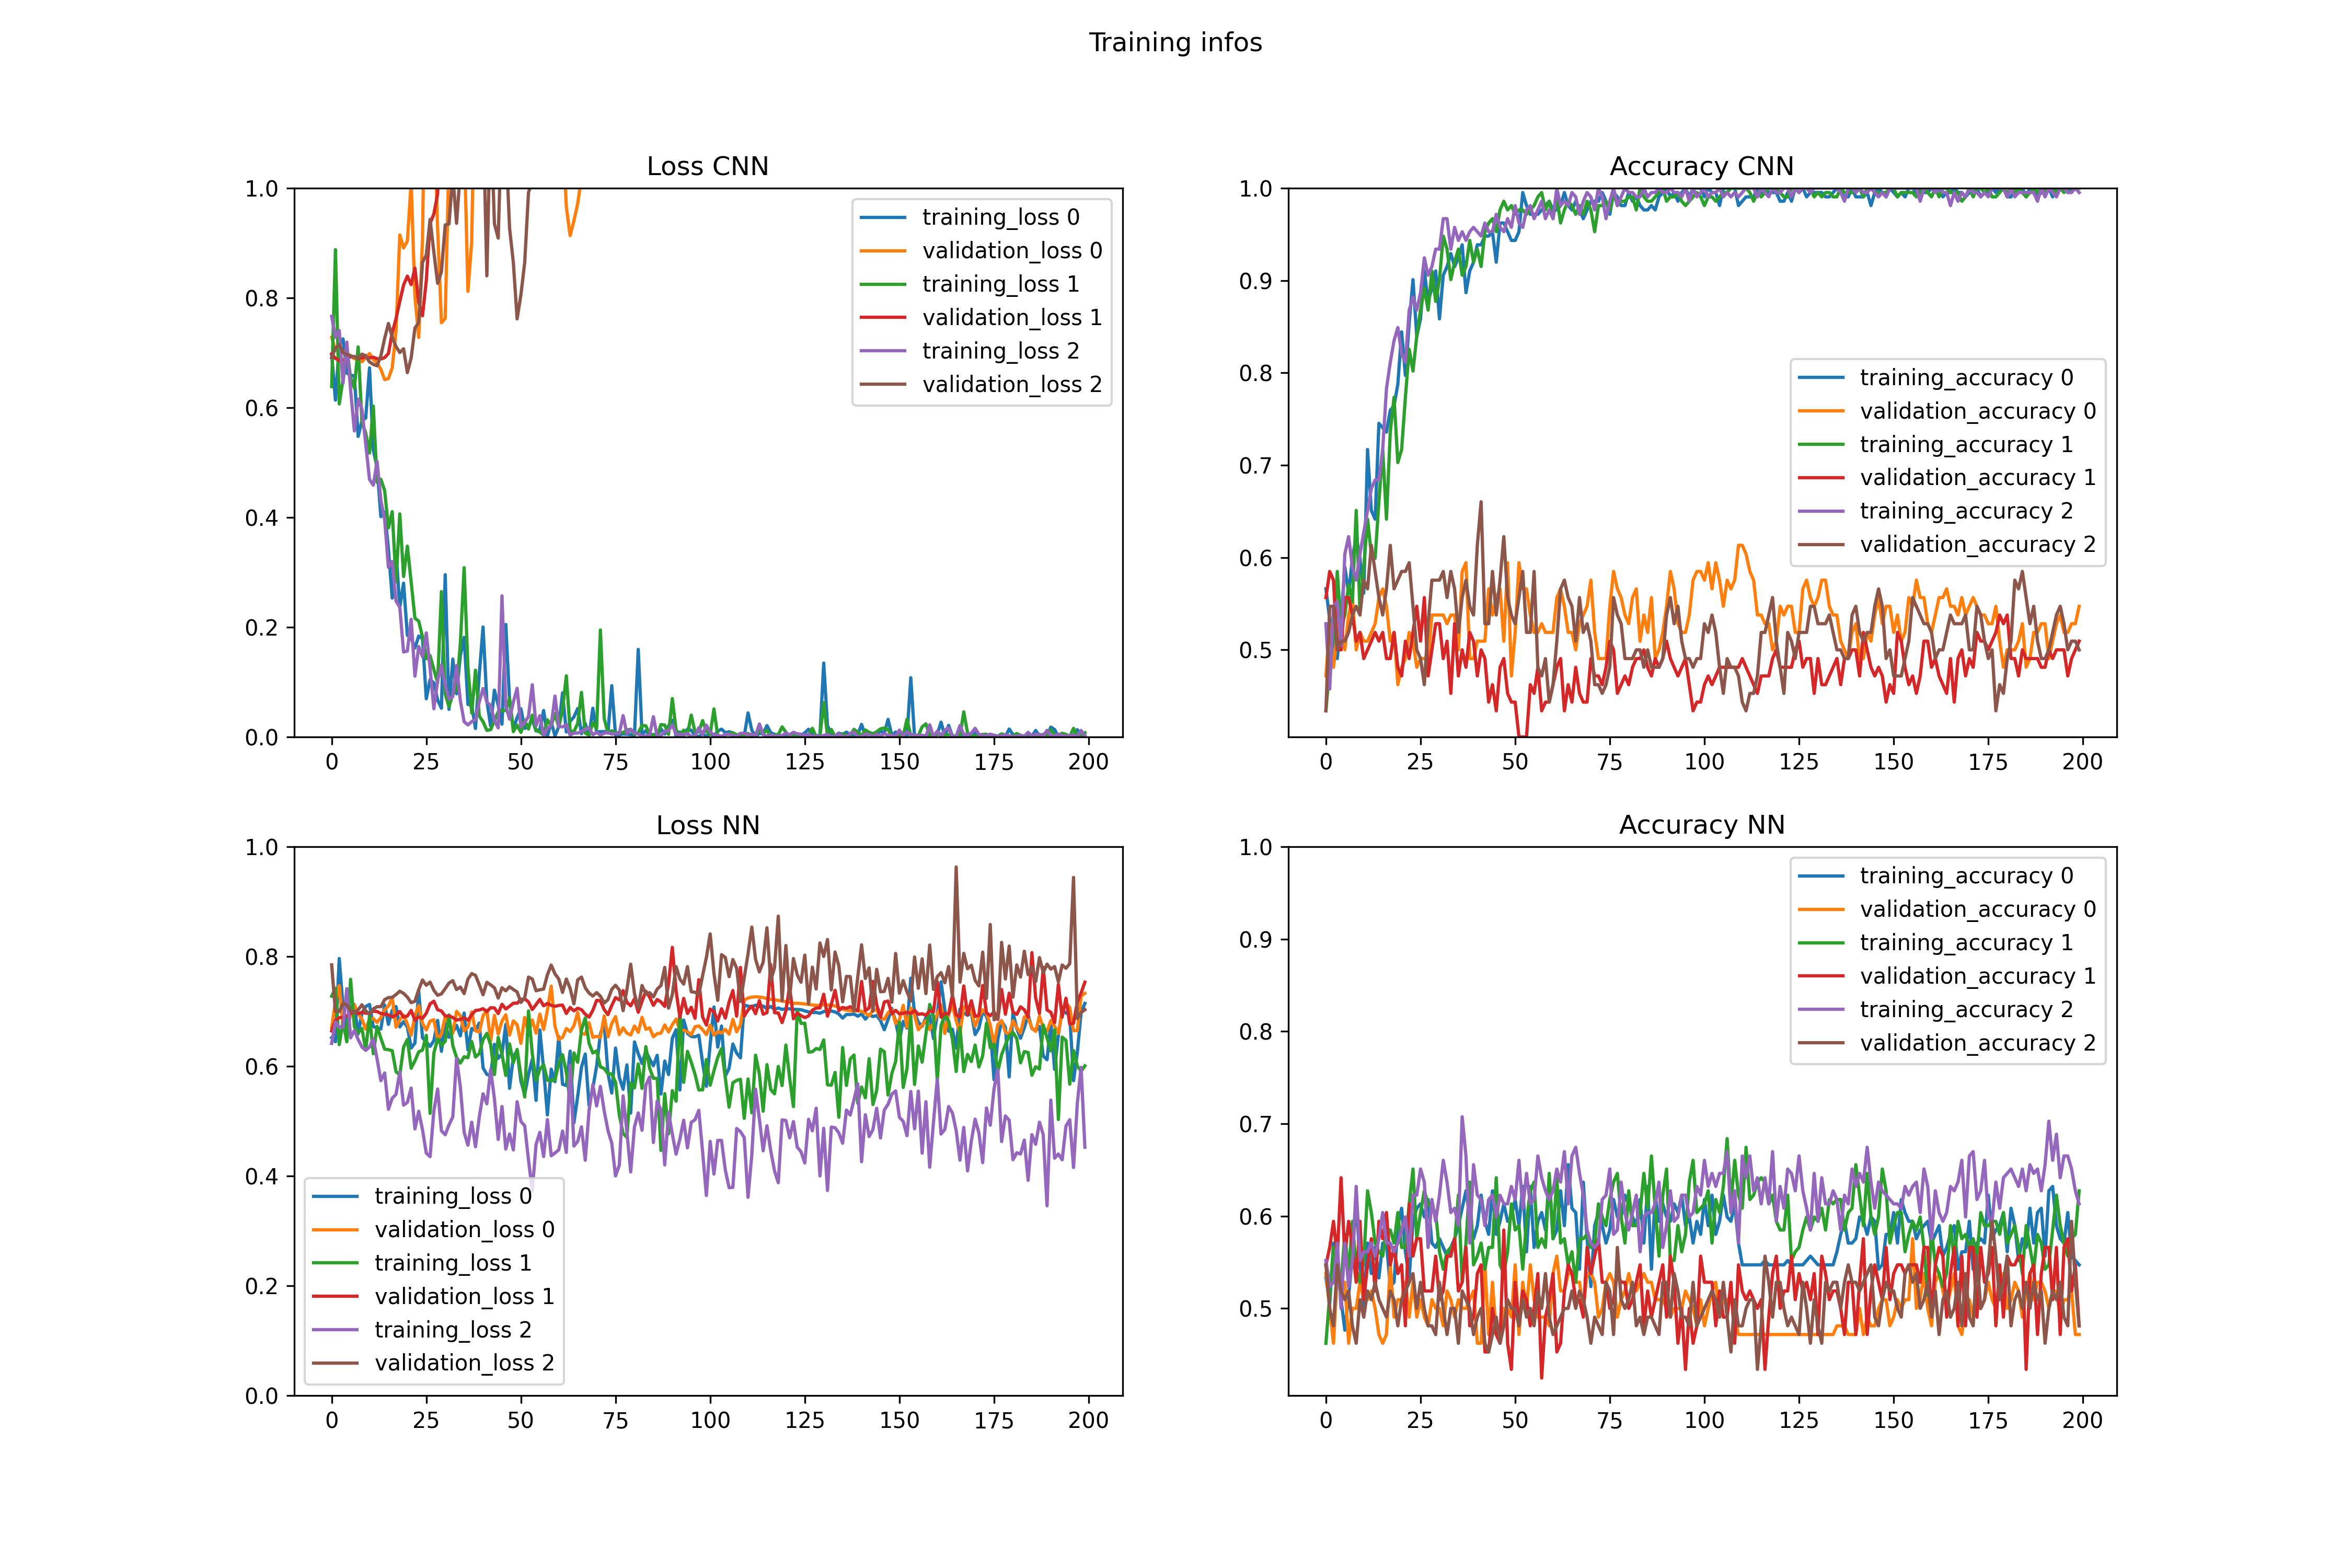 Training infos
Loss CNN
1.0
0.8
0.6
0.4
0.2
0.0
0 25 50 75 100 125 150 175 200
training_loss 0
validation_loss 0
training_loss 1
validation_loss 1
training_loss 2
validation_loss 2
Accuracy CNN
1.0
0.9
0.8
0.7
0.6
0.5
0 25 50 75 100 125 150 175 200
training_accuracy 0
validation_accuracy 0
training_accuracy 1
validation_accuracy 1
training_accuracy 2
validation_accuracy 2
Loss NN
1.0
0.8
0.6
0.4
0.2
0.0
0 25 50 75 100 125 150 175 200
training_loss 0
validation_loss 0
training_loss 1
validation_loss 1
training_loss 2
validation_loss 2
Accuracy NN
1.0
0.9
0.8
0.7
0.6
0.5
0 25 50 75 100 125 150 175 200
training_accuracy 0
validation_accuracy 0
training_accuracy 1
validation_accuracy 1
training_accuracy 2
validation_accuracy 2